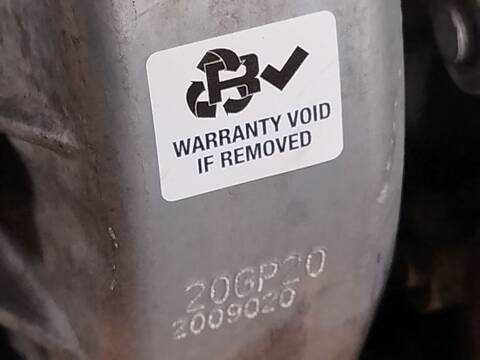 WARRANTY VOID
IF REMOVED
20GP20
2009020